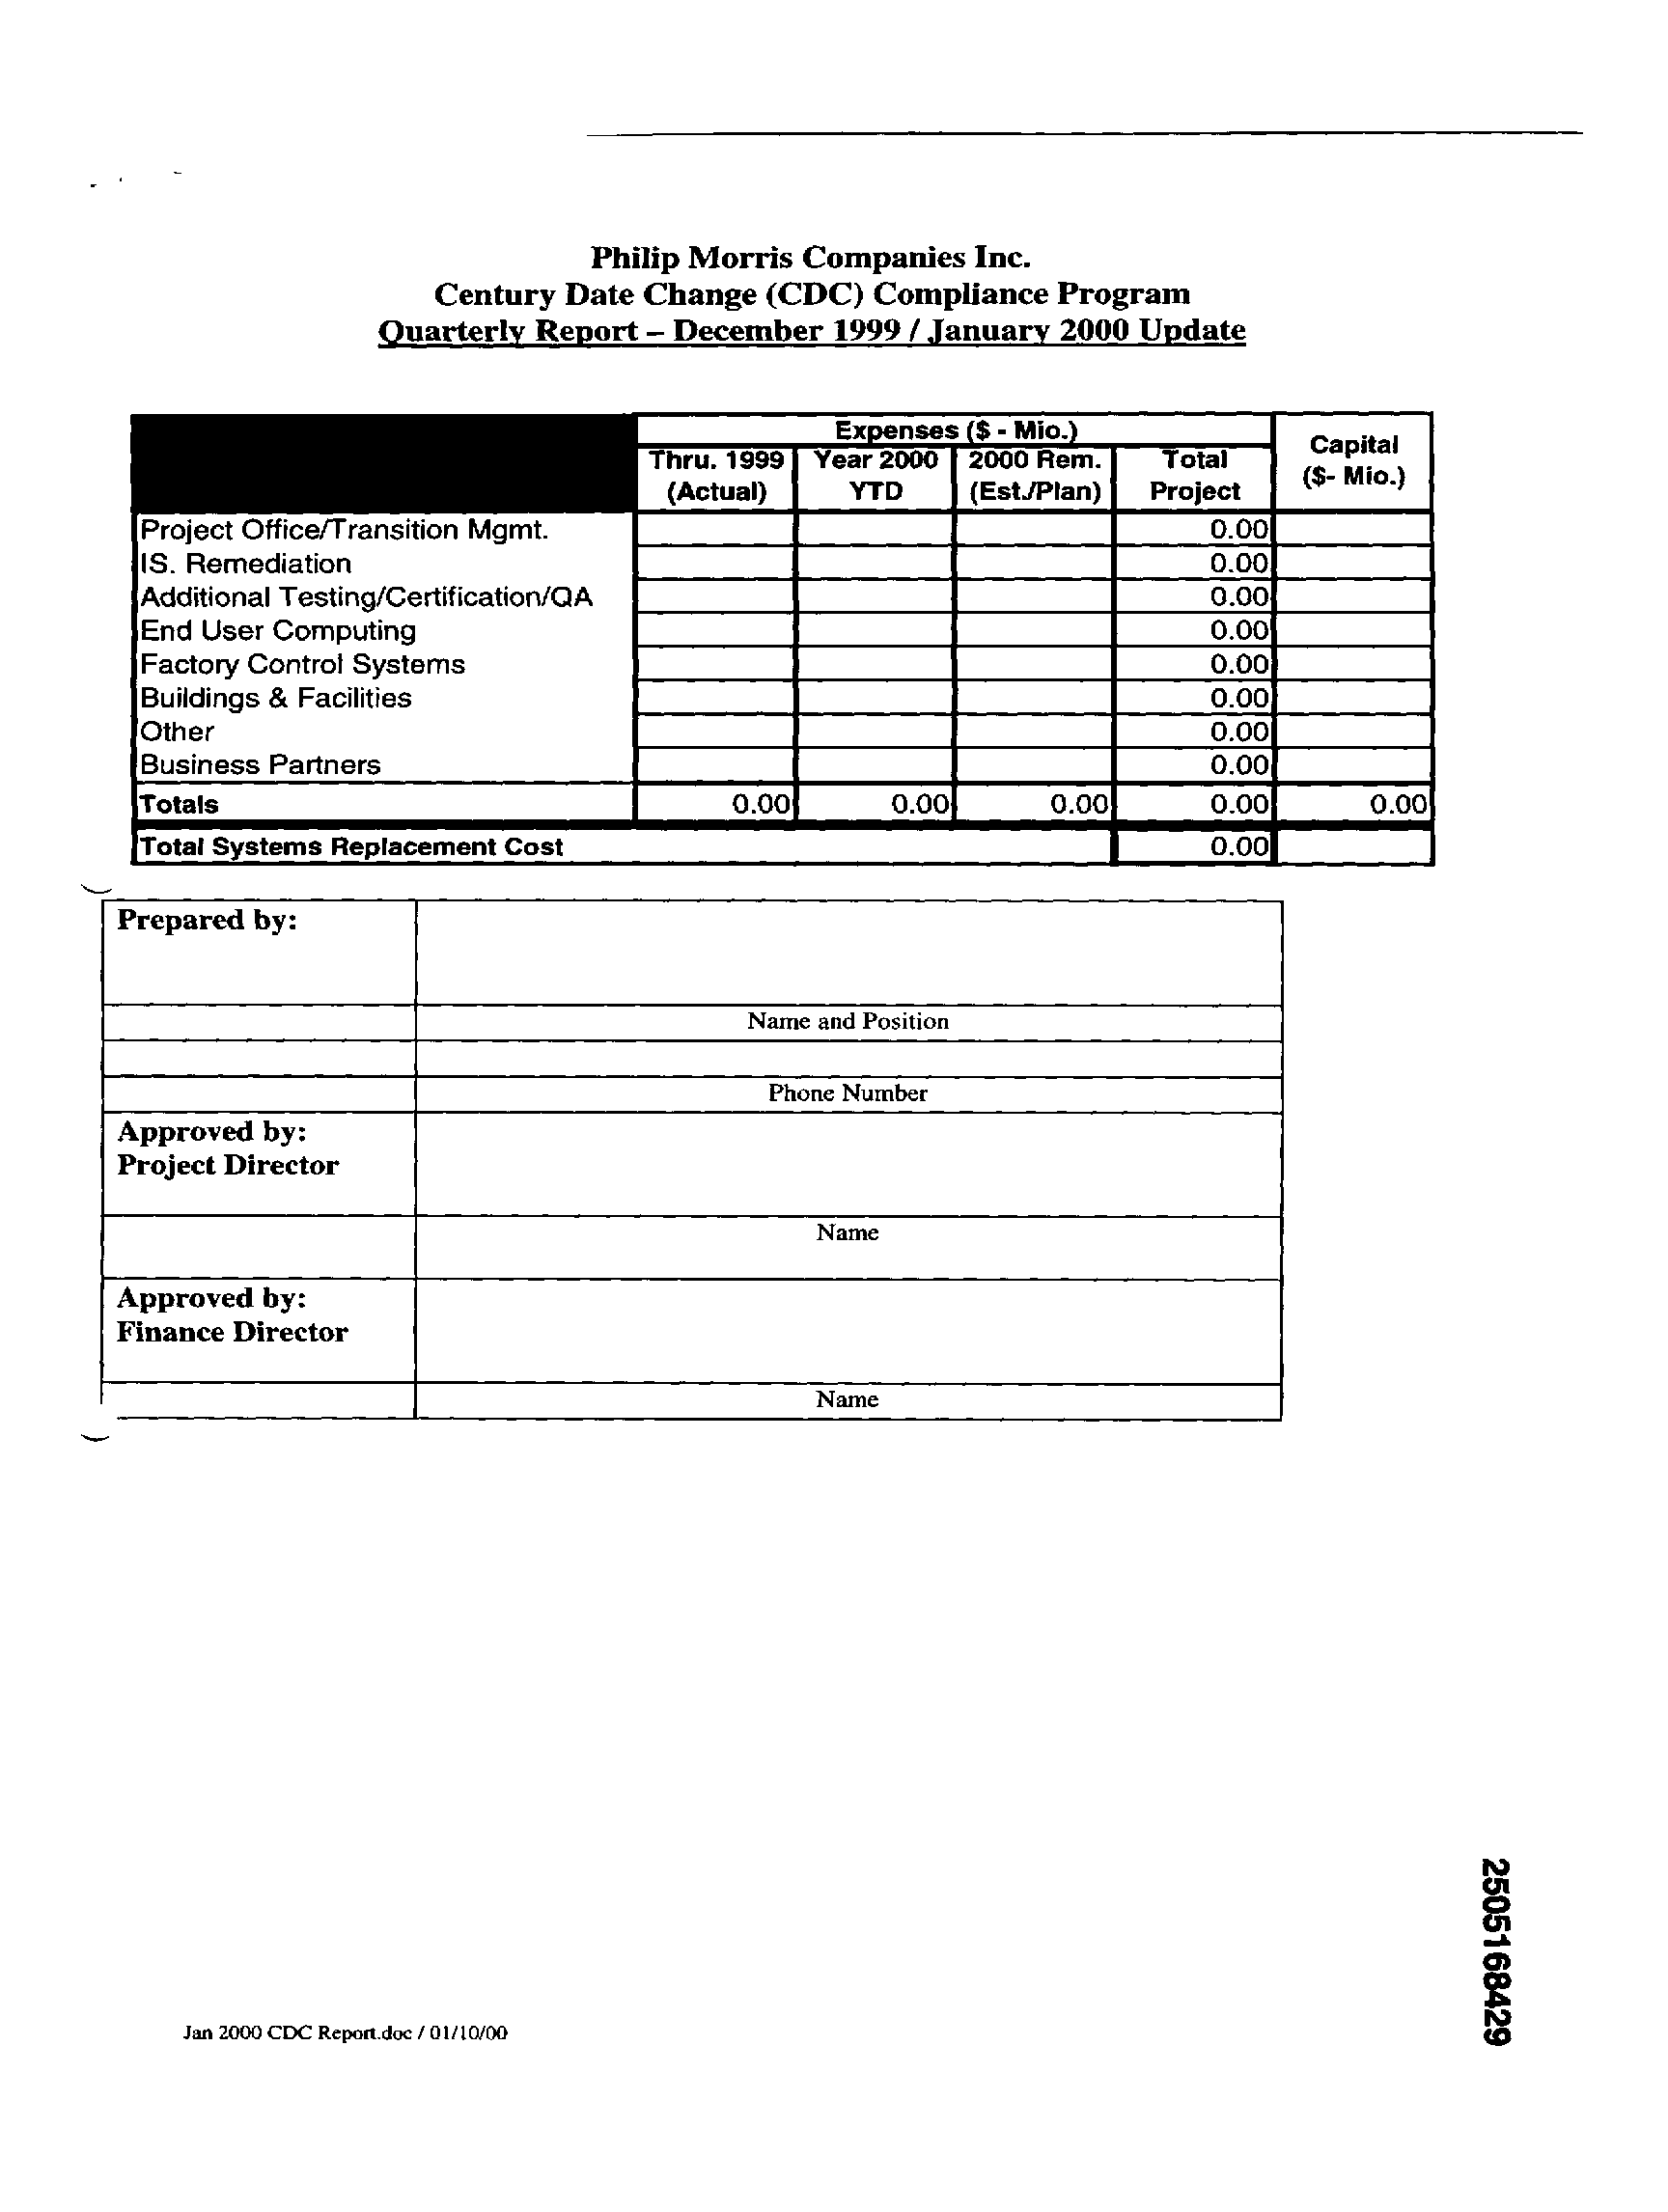 Philip Morris Companies Inc.
Century Date Change (CDC) Compliance Program
Quarterly Report – December 1999 / January 2000 Update
Expenses ($ - Mio.)
Capital
($- Mio.)
Thru. 1999 Year 2000 2000 Rem. Total
(Actual) YTD (Est./Plan) Project
Project Office/Transition Mgmt. 0.00
IS. Remediation 0.00
Additional Testing/Certification/QA 0.00
End User Computing 0.00
Factory Control Systems 0.00
Buildings & Facilities 0.00
Other 0.00
Business Partners 0.00
Totals 0.00 0.00 0.00 0.00 0.00
Total Systems Replacement Cost 0.00
Prepared by:
Name and Position
Phone Number
Approved by:
Project Director
Name
Approved by:
Finance Director
Name
2505168429
Jan 2000 CDC Report.doc / 01/10/00